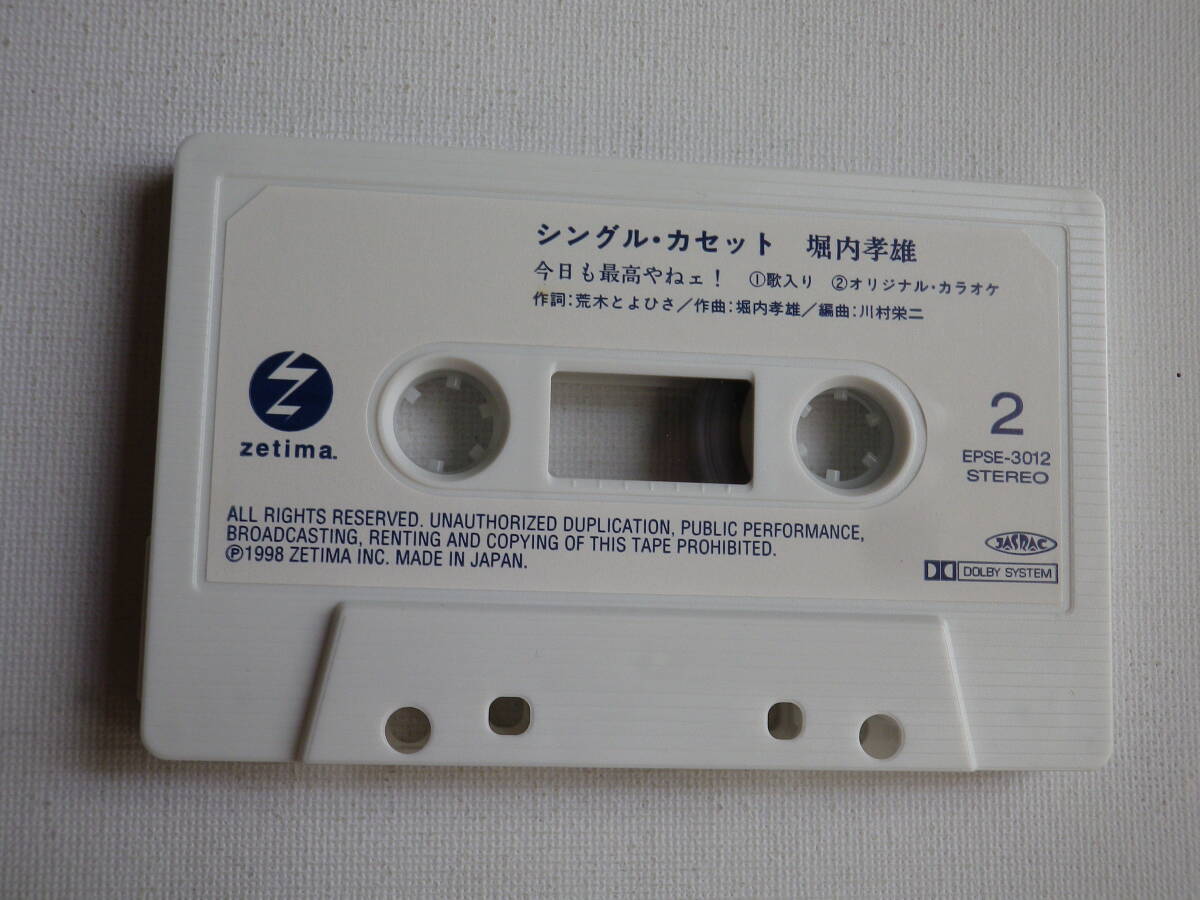 シングル・カセット 堀内孝雄
今日も最高やねェ! ①歌入り ②オリジナル・カラオケ
作詞:荒木とよひさ/作曲:堀内孝雄/編曲:川村栄二
zetima.
2
EPSE-3012
STEREO
ALL RIGHTS RESERVED. UNAUTHORIZED DUPLICATION, PUBLIC PERFORMANCE,
BROADCASTING, RENTING AND COPYING OF THIS TAPE PROHIBITED.
Ⓟ1998 ZETIMA INC. MADE IN JAPAN.
JASRAC
DOLBY SYSTEM